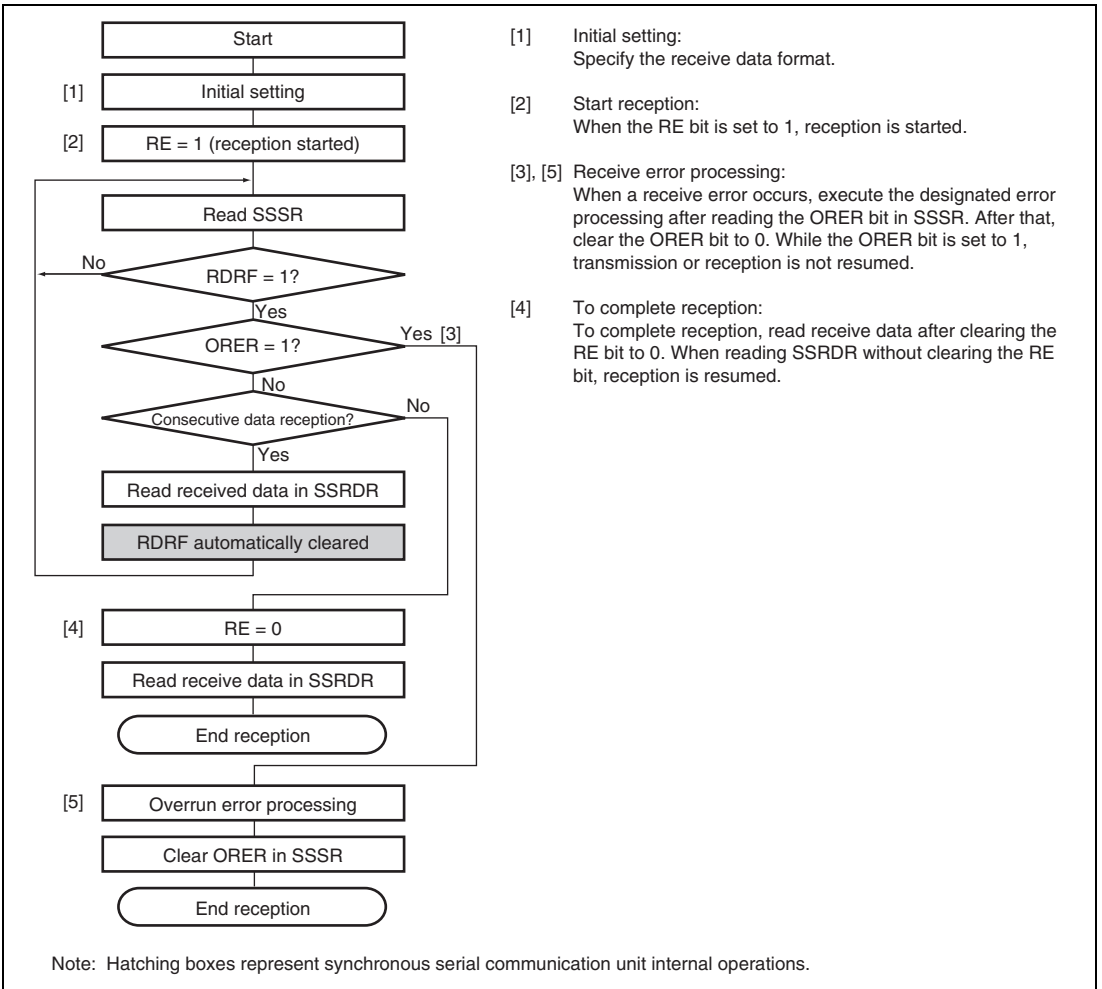 Start
[1] Initial setting
[2] RE = 1 (reception started)
Read SSSR
No
RDRF = 1?
Yes
ORER = 1?
Yes [3]
No
Consecutive data reception?
No
Yes
Read received data in SSRDR
RDRF automatically cleared
[4] RE = 0
Read receive data in SSRDR
End reception
[5] Overrun error processing
Clear ORER in SSSR
End reception
[1] Initial setting:
Specify the receive data format.
[2] Start reception:
When the RE bit is set to 1, reception is started.
[3], [5] Receive error processing:
When a receive error occurs, execute the designated error
processing after reading the ORER bit in SSSR. After that,
clear the ORER bit to 0. While the ORER bit is set to 1,
transmission or reception is not resumed.
[4] To complete reception:
To complete reception, read receive data after clearing the
RE bit to 0. When reading SSRDR without clearing the RE
bit, reception is resumed.
Note: Hatching boxes represent synchronous serial communication unit internal operations.